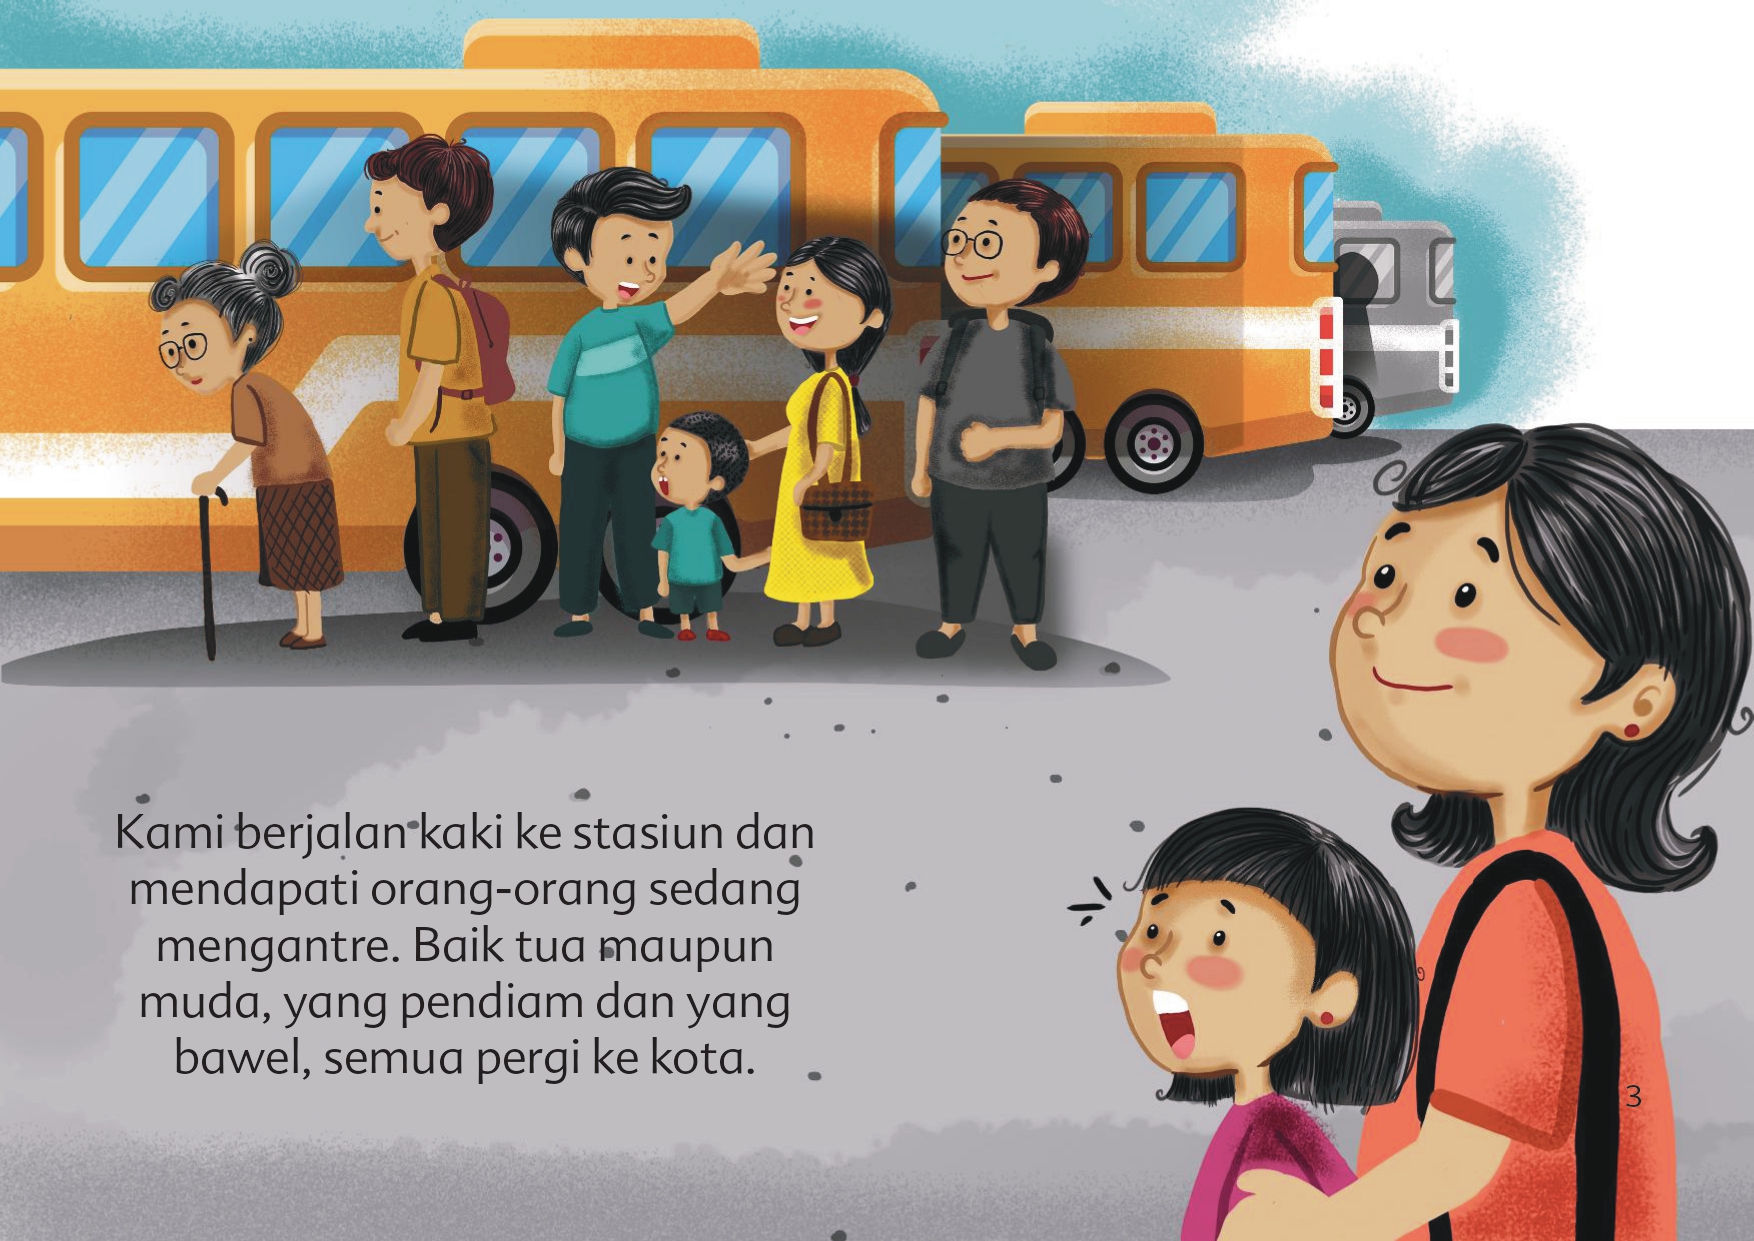 Kami berjalan kaki ke stasiun dan
mendapati orang-orang sedang
mengantre. Baik tua maupun
muda, yang pendiam dan yang
bawel, semua pergi ke kota.
3